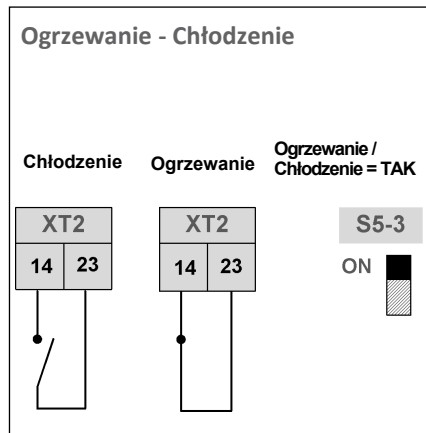 Ogrzewanie - Chłodzenie
Chłodzenie
Ogrzewanie
Ogrzewanie /
Chłodzenie = TAK
XT2
14 23
XT2
14 23
S5-3
ON